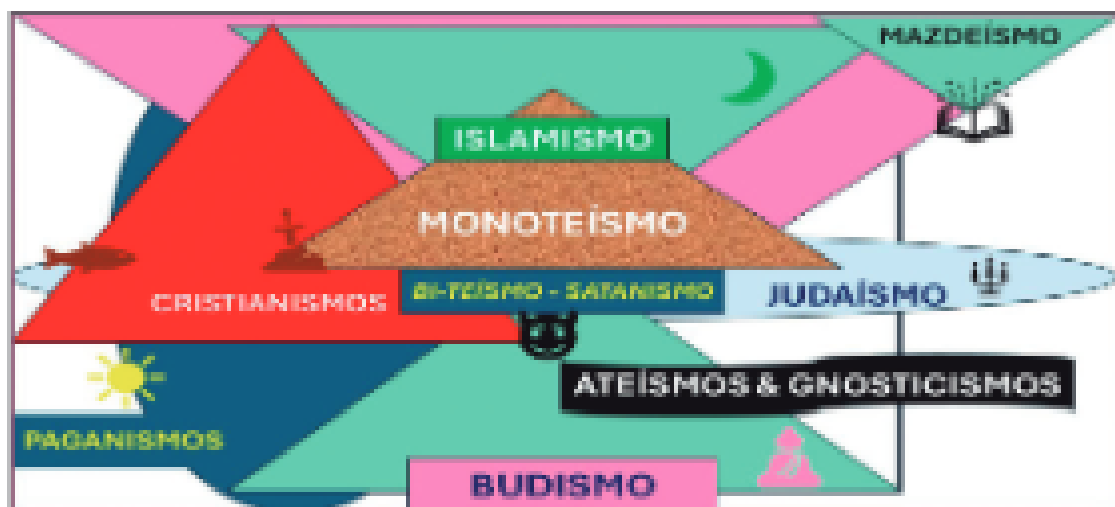 MAZDEÍSMO
ISLAMISMO
MONOTEÍSMO
BI-TEÍSMO - SATANISMO
CRISTIANISMOS
JUDAÍSMO
ATEÍSMOS & GNOSTICISMOS
PAGANISMOS
BUDISMO